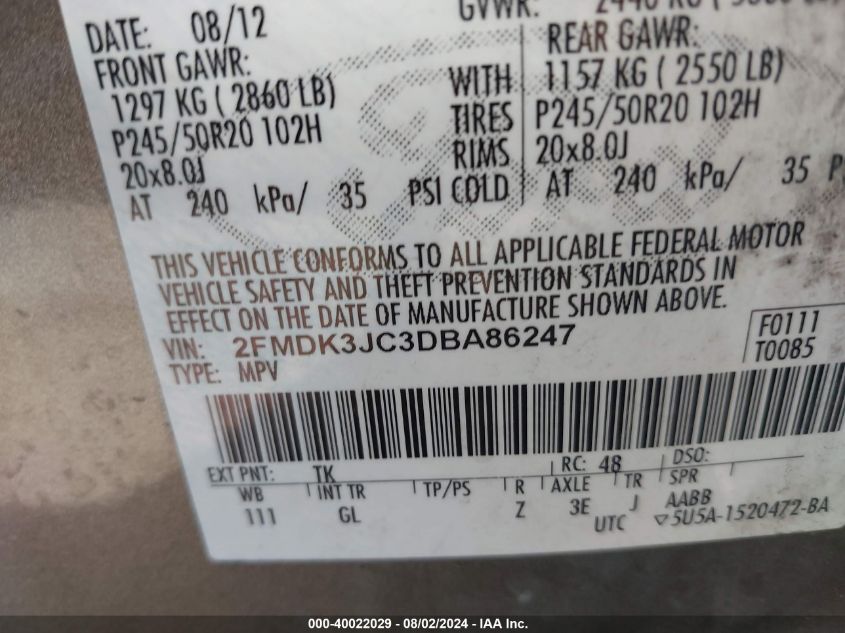 DATE: 08/12
GVWR:
FRONT GAWR:
1297 KG ( 2860 LB)
P245/50R20 102H
20x8.0J
AT 240 kPa/ 35 PSI COLD
WITH
TIRES
RIMS
REAR GAWR:
1157 KG ( 2550 LB)
P245/50R20 102H
20x8.0J
AT 240 kPa/ 35
THIS VEHICLE CONFORMS TO ALL APPLICABLE FEDERAL MOTOR
VEHICLE SAFETY AND THEFT PREVENTION STANDARDS IN
EFFECT ON THE DATE OF MANUFACTURE SHOWN ABOVE.
VIN: 2FMDK3JC3DBA86247
TYPE: MPV
F0111
T0085
EXT PNT: TK RC: 48 DSO:
WB INT TR TP/PS R AXLE TR SPR
111 GL Z 3E J AABB
UTC ▽5U5A-1520472-BA
000-40022029 - 08/02/2024 - IAA Inc.